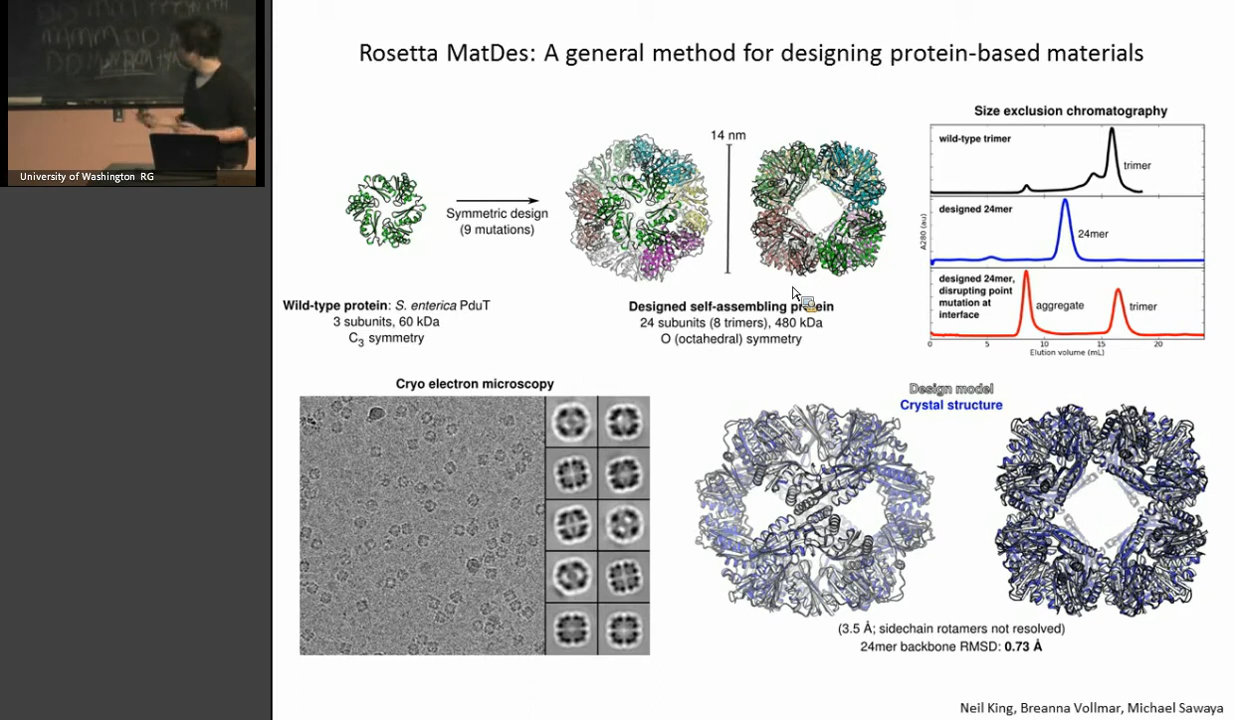 Rosetta MatDes: A general method for designing protein-based materials
University of Washington RG
Symmetric design
(9 mutations)
14 nm
Wild-type protein: S. enterica PduT
3 subunits, 60 kDa
C3 symmetry
Designed self-assembling protein
24 subunits (8 trimers), 480 kDa
O (octahedral) symmetry
Size exclusion chromatography
wild-type trimer
trimer
designed 24mer
24mer
designed 24mer,
disrupting point
mutation at
interface
aggregate
trimer
A280 (au)
0 5 10 15 20
Elution volume (mL)
Cryo electron microscopy
Design model
Crystal structure
(3.5 Å; sidechain rotamers not resolved)
24mer backbone RMSD: 0.73 Å
Neil King, Breanna Vollmar, Michael Sawaya